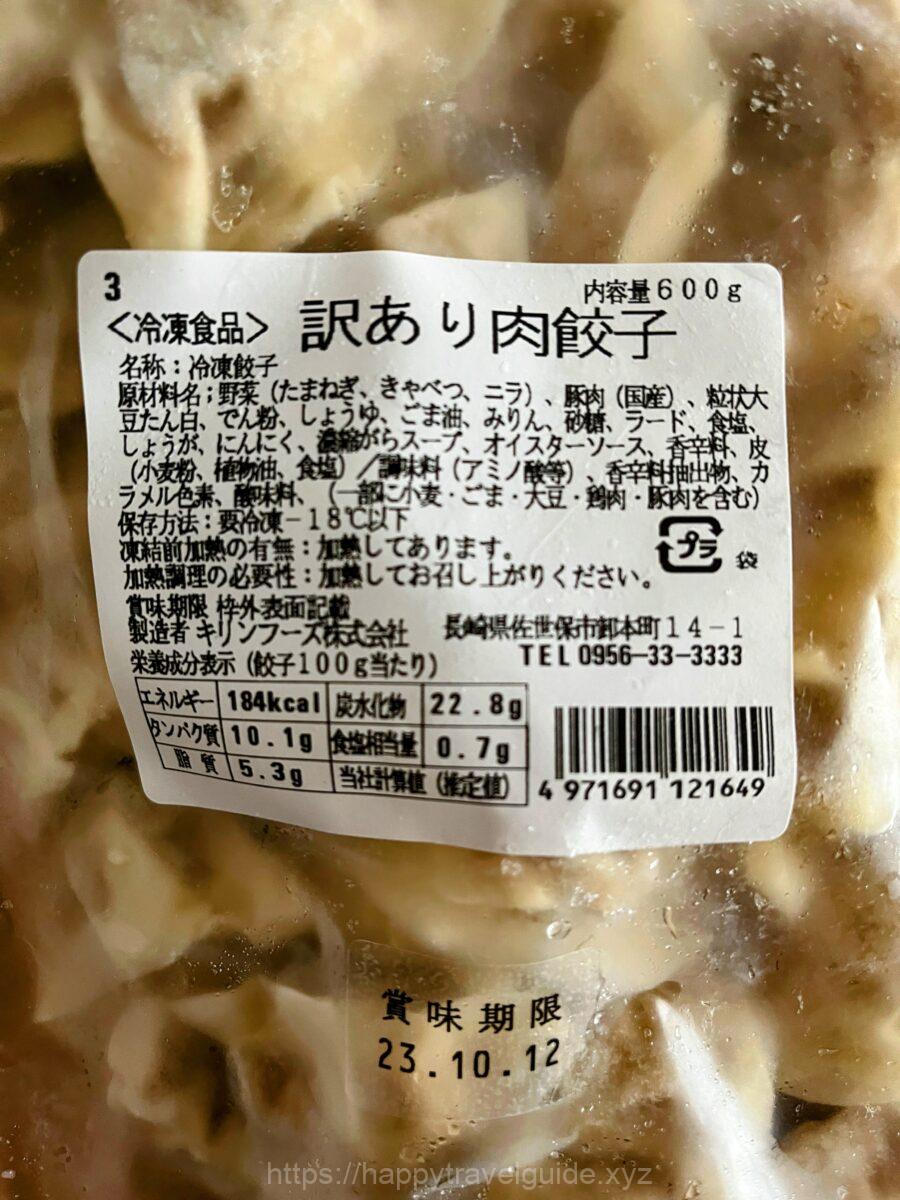 3
内容量600g
<冷凍食品> 訳あり肉餃子
名称：冷凍餃子
原材料名；野菜（たまねぎ、きゃべつ、ニラ）、豚肉（国産）、粒状大
豆たん白、でん粉、しょうゆ、ごま油、みりん、砂糖、ラード、食塩、
しょうが、にんにく、濃縮がらスープ、オイスターソース、香辛料、皮
（小麦粉、植物油、食塩）／調味料（アミノ酸等）、香辛料抽出物、カ
ラメル色素、酸味料、（一部に小麦・ごま・大豆・鶏肉・豚肉を含む）
保存方法：要冷凍－18℃以下
凍結前加熱の有無：加熱してあります。
加熱調理の必要性：加熱してお召し上がりください。
プラ 袋
賞味期限 枠外表面記載
製造者 キリンフーズ株式会社 長崎県佐世保市卸本町14－1
TEL 0956-33-3333
栄養成分表示（餃子100g当たり）
エネルギー 184kcal 炭水化物 22.8g
タンパク質 10.1g 食塩相当量 0.7g
脂質 5.3g 当社計算値（推定値）
4 971691 121649
賞味期限
23.10.12
https://happytravelguide.xyz